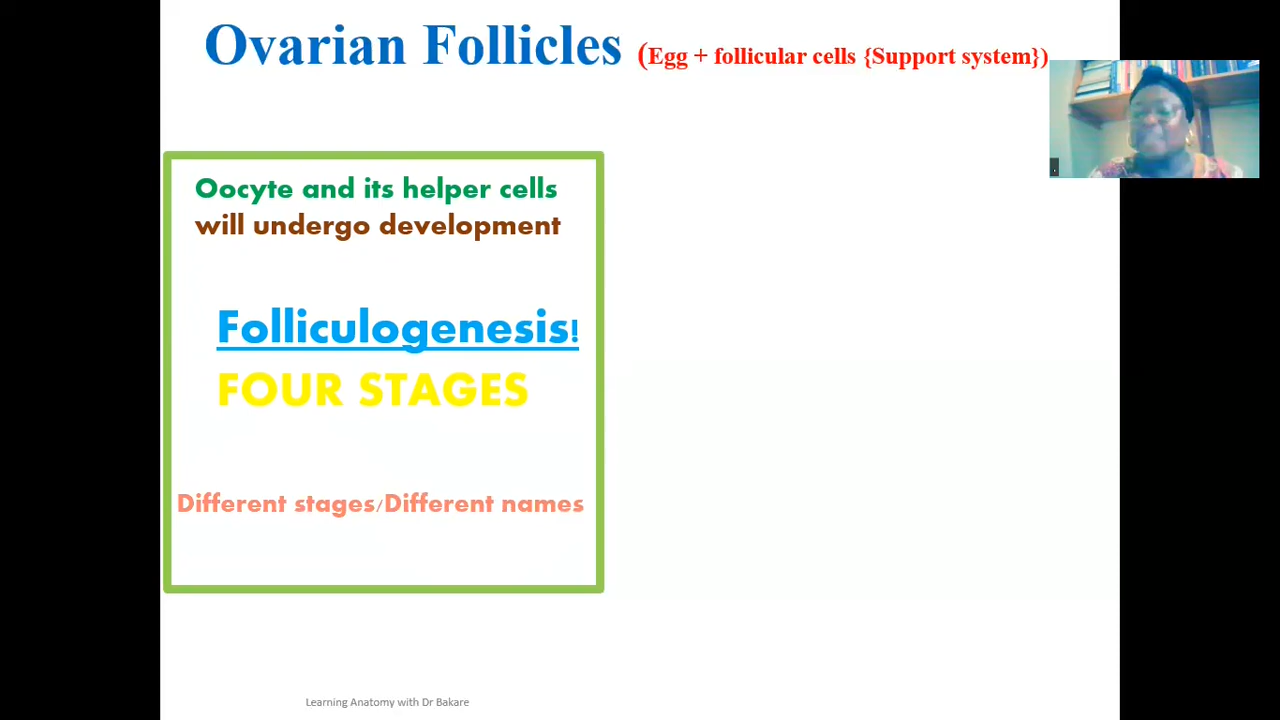 Ovarian Follicles (Egg + follicular cells {Support system})
Oocyte and its helper cells
will undergo development
Folliculogenesis!
FOUR STAGES
Different stages/Different names
Learning Anatomy with Dr Bakare